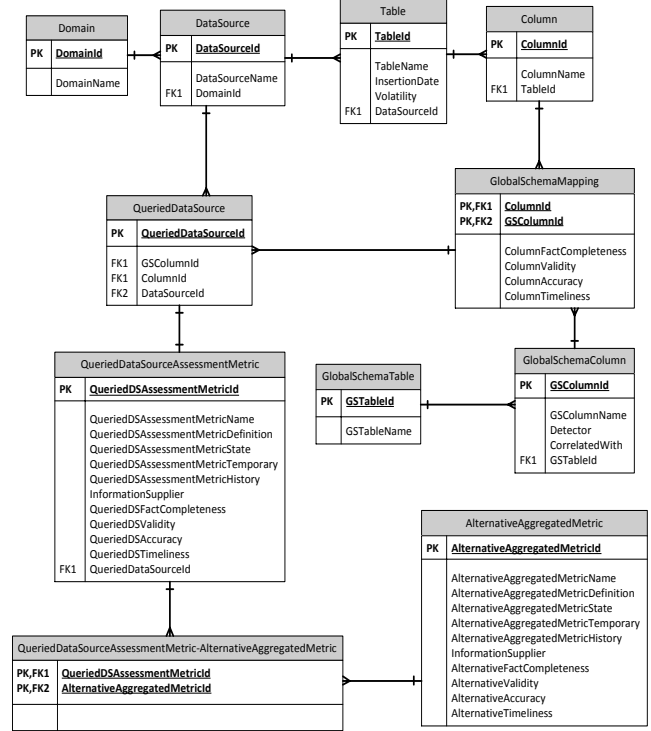 Domain
PK DomainId
DomainName
DataSource
PK DataSourceId
DataSourceName
FK1 DomainId
Table
PK TableId
TableName
InsertionDate
Volatility
FK1 DataSourceId
Column
PK ColumnId
ColumnName
FK1 TableId
QueriedDataSource
PK QueriedDataSourceId
FK1 GSColumnId
FK1 ColumnId
FK2 DataSourceId
GlobalSchemaMapping
PK,FK1 ColumnId
PK,FK2 GSColumnId
ColumnFactCompleteness
ColumnValidity
ColumnAccuracy
ColumnTimeliness
QueriedDataSourceAssessmentMetric
PK QueriedDSAssessmentMetricId
QueriedDSAssessmentMetricName
QueriedDSAssessmentMetricDefinition
QueriedDSAssessmentMetricState
QueriedDSAssessmentMetricTemporary
QueriedDSAssessmentMetricHistory
InformationSupplier
QueriedDSFactCompleteness
QueriedDSValidity
QueriedDSAccuracy
QueriedDSTimeliness
FK1 QueriedDataSourceId
GlobalSchemaTable
PK GSTableId
GSTableName
GlobalSchemaColumn
PK GSColumnId
GSColumnName
Detector
CorrelatedWith
FK1 GSTableId
AlternativeAggregatedMetric
PK AlternativeAggregatedMetricId
AlternativeAggregatedMetricName
AlternativeAggregatedMetricDefinition
AlternativeAggregatedMetricState
AlternativeAggregatedMetricTemporary
AlternativeAggregatedMetricHistory
InformationSupplier
AlternativeFactCompleteness
AlternativeValidity
AlternativeAccuracy
AlternativeTimeliness
QueriedDataSourceAssessmentMetric-AlternativeAggregatedMetric
PK,FK1 QueriedDSAssessmentMetricId
PK,FK2 AlternativeAggregatedMetricId